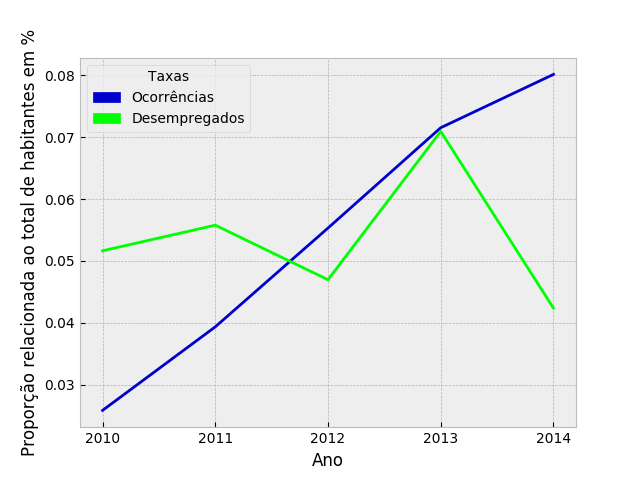 Proporção relacionada ao total de habitantes em %
0.08
0.07
0.06
0.05
0.04
0.03
Taxas
Ocorrências
Desempregados
2010 2011 2012 2013 2014
Ano